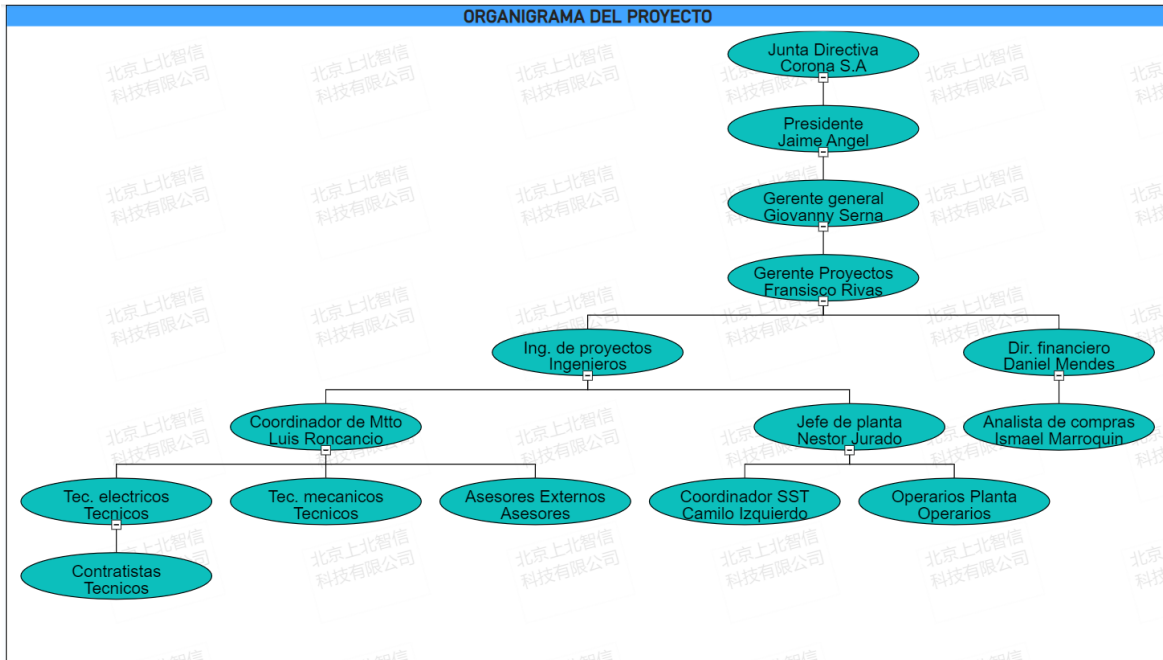 ORGANIGRAMA DEL PROYECTO
Junta Directiva
Corona S.A
Presidente
Jaime Angel
Gerente general
Giovanny Serna
Gerente Proyectos
Fransisco Rivas
Ing. de proyectos
Ingenieros
Dir. financiero
Daniel Mendes
Coordinador de Mtto
Luis Roncancio
Jefe de planta
Nestor Jurado
Analista de compras
Ismael Marroquin
Tec. electricos
Tecnicos
Tec. mecanicos
Tecnicos
Asesores Externos
Asesores
Coordinador SST
Camilo Izquierdo
Operarios Planta
Operarios
Contratistas
Tecnicos
北京上北智信
科技有限公司